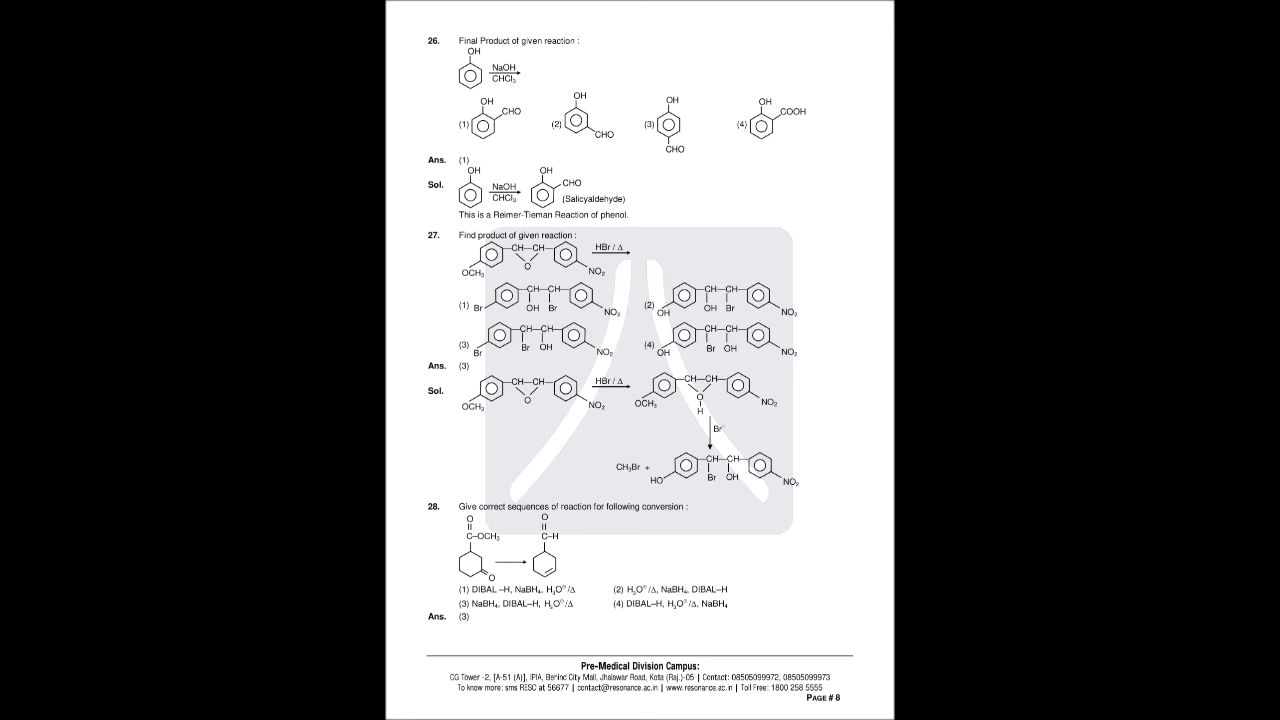 26. Final Product of given reaction :
OH
NaOH
CHCl3
(1) OH CHO (2) OH CHO (3) OH CHO (4) OH COOH
Ans. (1)
Sol. OH NaOH CHCl3 OH CHO (Salicyaldehyde)
This is a Reimer-Tieman Reaction of phenol.
27. Find product of given reaction :
OCH3 CH–CH O NO2 HBr / Δ
(1) Br CH–CH OH Br NO2 (2) OH CH–CH OH Br NO2
(3) Br CH–CH Br OH NO2 (4) OH CH–CH Br OH NO2
Ans. (3)
Sol. OCH3 CH–CH O NO2 HBr / Δ OCH3 CH–CH O H NO2
Br–
CH3Br + HO CH–CH Br OH NO2
28. Give correct sequences of reaction for following conversion :
O O
C–OCH3 C–H
O
(1) DIBAL –H, NaBH4, H3O⊕/Δ (2) H3O⊕/Δ, NaBH4, DIBAL–H
(3) NaBH4, DIBAL–H, H3O⊕/Δ (4) DIBAL–H, H3O⊕/Δ, NaBH4
Ans. (3)
Pre-Medical Division Campus:
CG Tower -2, [A-51 (A)], IPIA, Behind City Mall, Jhalawar Road, Kota (Raj.)-05 | Contact: 08505099972, 08505099973
To know more: sms RESC at 56677 | contact@resonance.ac.in | www.resonance.ac.in | Toll Free: 1800 258 5555
PAGE # 8